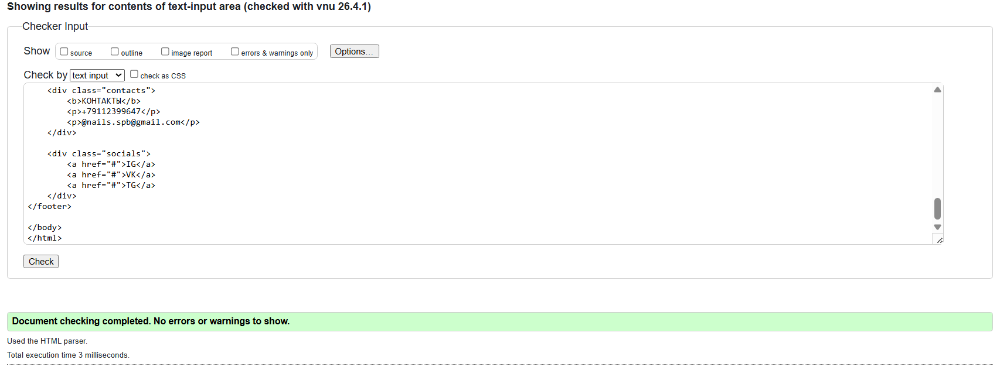 Showing results for contents of text-input area (checked with vnu 26.4.1)
Checker Input
Show source outline image report errors & warnings only Options...
Check by text input check as CSS
<div class="contacts">
<b>КОНТАКТЫ</b>
<p>+79112399647</p>
<p>@nails.spb@gmail.com</p>
</div>
<div class="socials">
<a href="#">IG</a>
<a href="#">VK</a>
<a href="#">TG</a>
</div>
</footer>
</body>
</html>
Check
Document checking completed. No errors or warnings to show.
Used the HTML parser.
Total execution time 3 milliseconds.